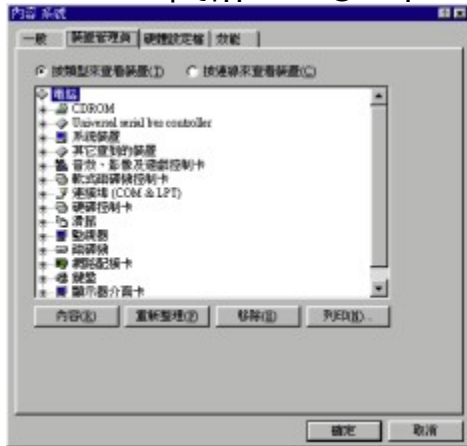 內容 系統
一般 裝置管理員 硬體設定檔 效能
按類型來查看裝置(T) 按連線來查看裝置(C)
電腦
CDROM
Universal serial bus controller
系統裝置
其它查到的裝置
音效、影像及遊戲控制卡
軟式磁碟機控制卡
連接埠 (COM & LPT)
硬碟控制卡
滑鼠
監視器
磁碟機
網路配接卡
鍵盤
顯示器介面卡
內容(R) 重新整理(F) 移除(E) 列印(N)...
確定 取消